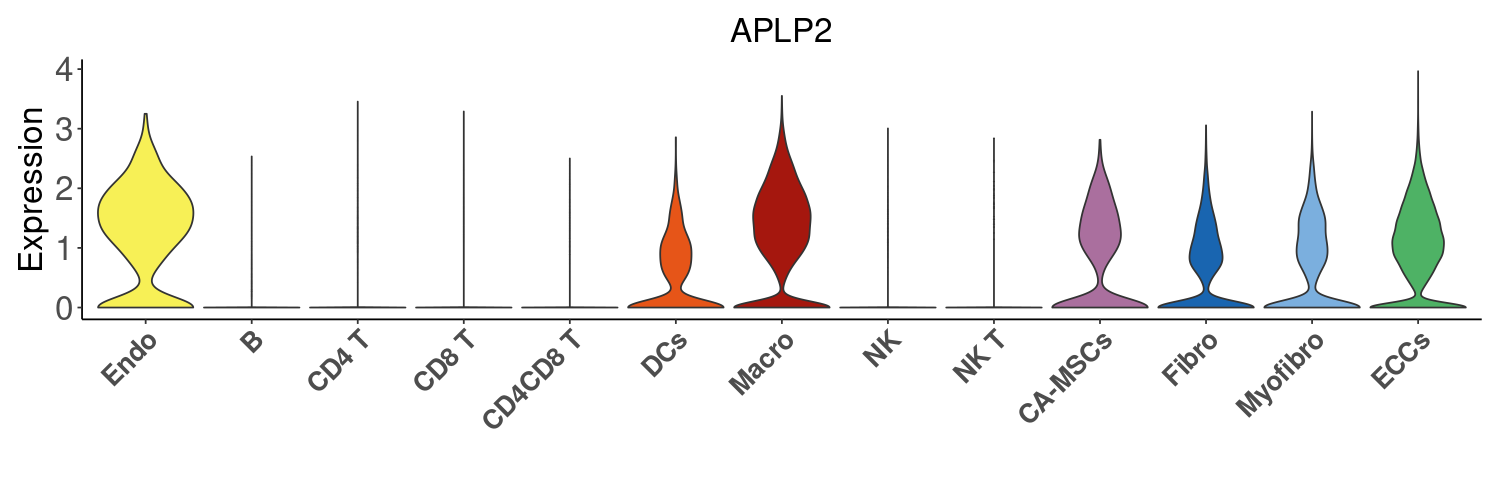 APLP2
Expression
4
3
2
1
0
Endo
B
CD4 T
CD8 T
CD4CD8 T
DCs
Macro
NK
NK T
CA-MSCs
Fibro
Myofibro
ECCs